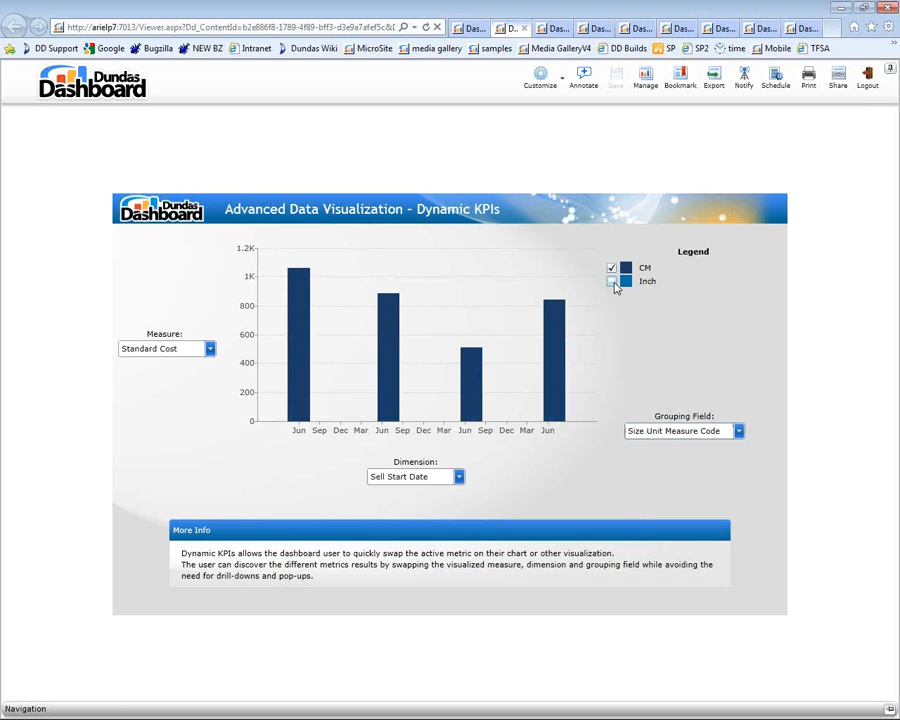 http://arielp7:7013/Viewer.aspx?Dd_ContentId=b2e886f8-1789-4f89-bff3-d3e9a7afef5c&
Das... D... Das... Das... Das... Das... Das... Das... Das...
DD Support Google Bugzilla NEW BZ Intranet Dundas Wiki MicroSite media gallery samples Media GalleryV4 DD Builds SP SP2 time Mobile TFSA
Dundas
Dashboard
Customize Annotate Save Manage Bookmark Export Notify Schedule Print Share Logout
Dundas
Dashboard
Advanced Data Visualization - Dynamic KPIs
Legend
CM
Inch
1.2K
1K
800
600
400
200
0
Jun Sep Dec Mar Jun Sep Dec Mar Jun Sep Dec Mar Jun
Measure:
Standard Cost
Grouping Field:
Size Unit Measure Code
Dimension:
Sell Start Date
More Info
Dynamic KPIs allows the dashboard user to quickly swap the active metric on their chart or other visualization.
The user can discover the different metrics results by swapping the visualized measure, dimension and grouping field while avoiding the
need for drill-downs and pop-ups.
Navigation